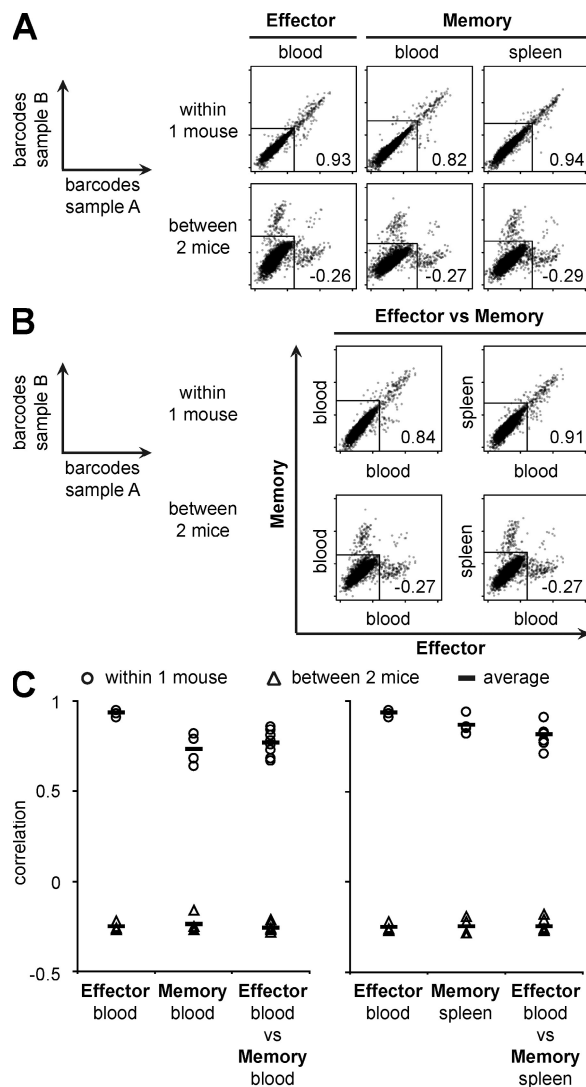 A
Effector Memory
blood blood spleen
barcodes
sample B
barcodes
sample A
within
1 mouse
0.93 0.82 0.94
between
2 mice
-0.26 -0.27 -0.29
B
Effector vs Memory
barcodes
sample B
barcodes
sample A
within
1 mouse
between
2 mice
Memory
blood 0.84 spleen 0.91
blood blood
blood -0.27 spleen -0.27
blood blood
Effector
C
within 1 mouse between 2 mice average
correlation
1
0.5
0
-0.5
Effector Memory Effector Effector Memory Effector
blood blood blood blood spleen blood
vs vs
Memory Memory
blood spleen